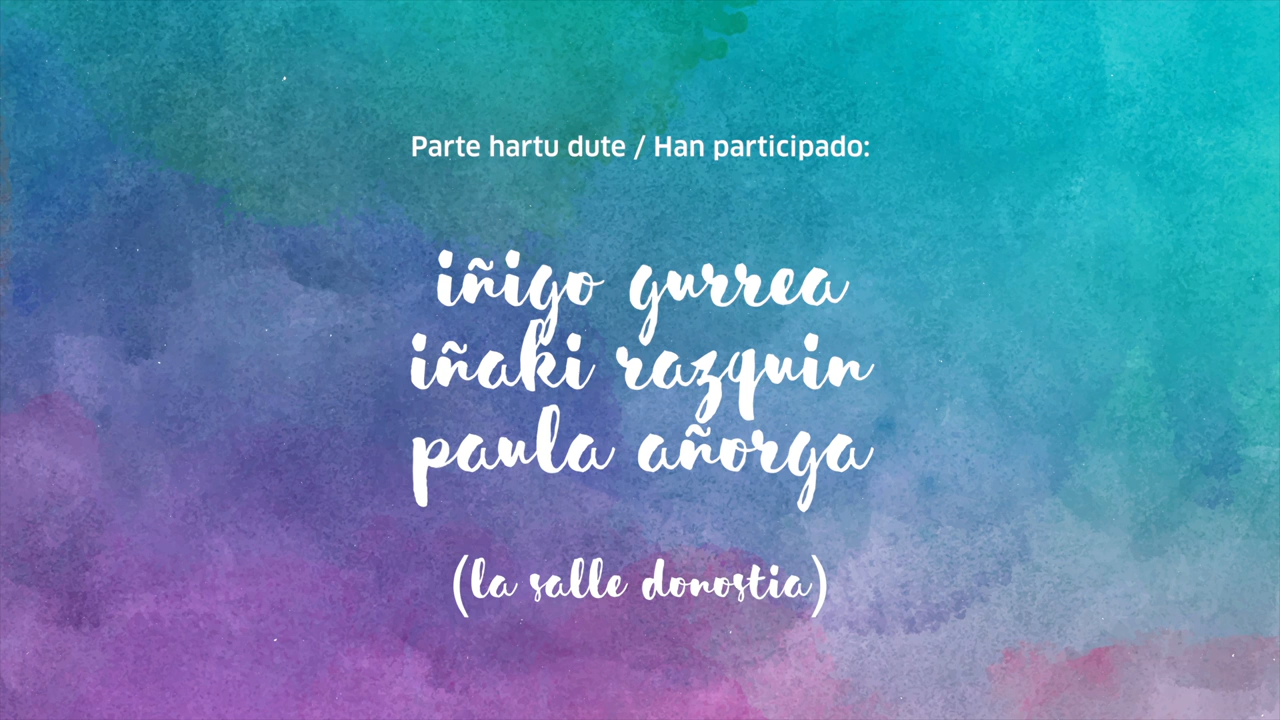 Parte hartu dute / Han participado:
iñigo gurrea
iñaki razquin
paula añorga
(la salle donostia)